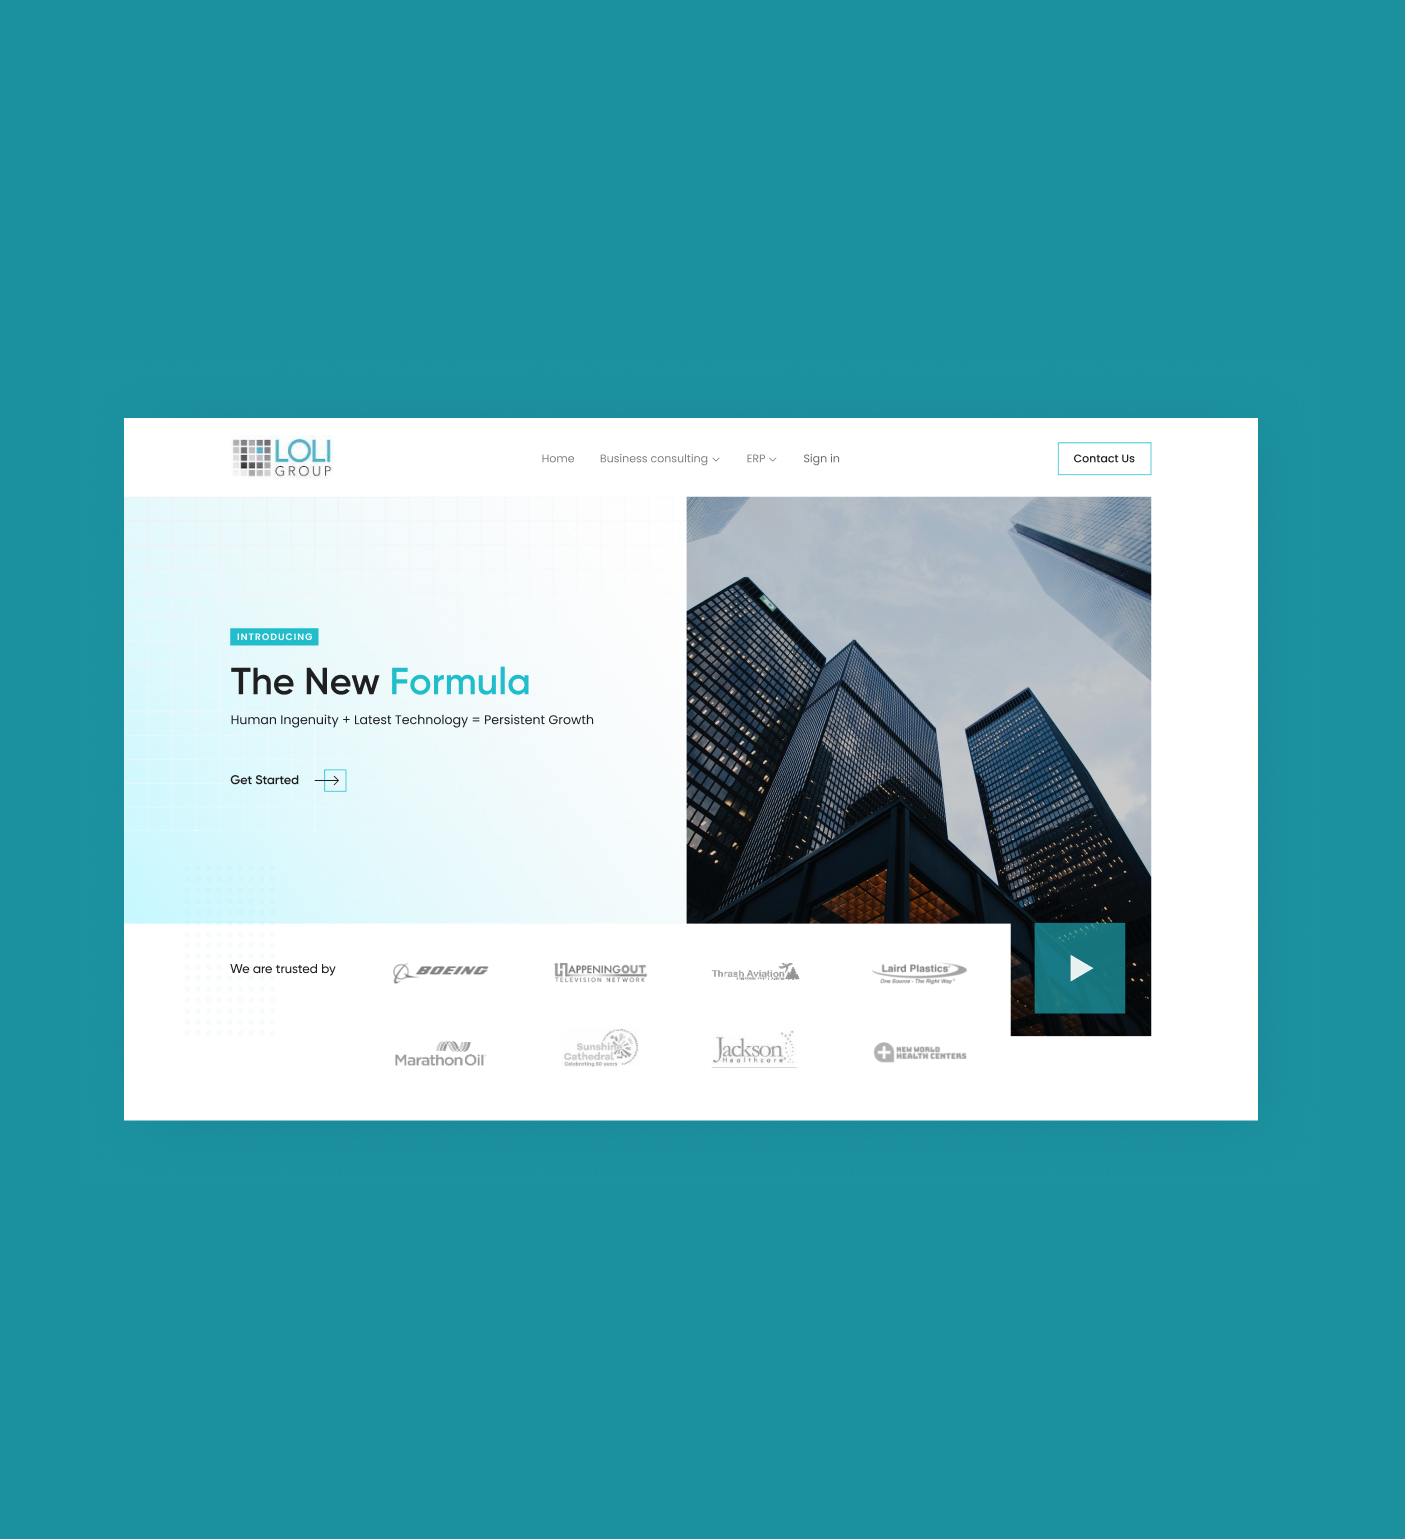 LOLI
GROUP
Home
Business consulting
ERP
Sign in
Contact Us
INTRODUCING
The New Formula
Human Ingenuity + Latest Technology = Persistent Growth
Get Started
We are trusted by
BOEING
HAPPENINGOUT
TELEVISION NETWORK
Thrash Aviation
Laird Plastics
One Source - The Right Way
Marathon Oil
Sunshine
Cathedral
Celebrating 50 years
Jackson
Healthcare
NEW WORLD
HEALTH CENTERS